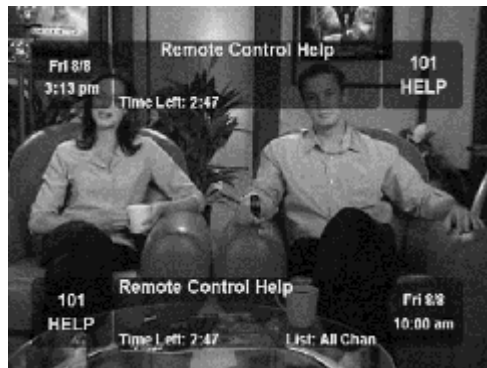 Remote Control Help
Fri 8/8
3:13 pm
Time Left: 2:47
101
HELP
101
HELP
Remote Control Help
Time Left: 2:47
List: All Chan
Fri 8/8
10:00 am